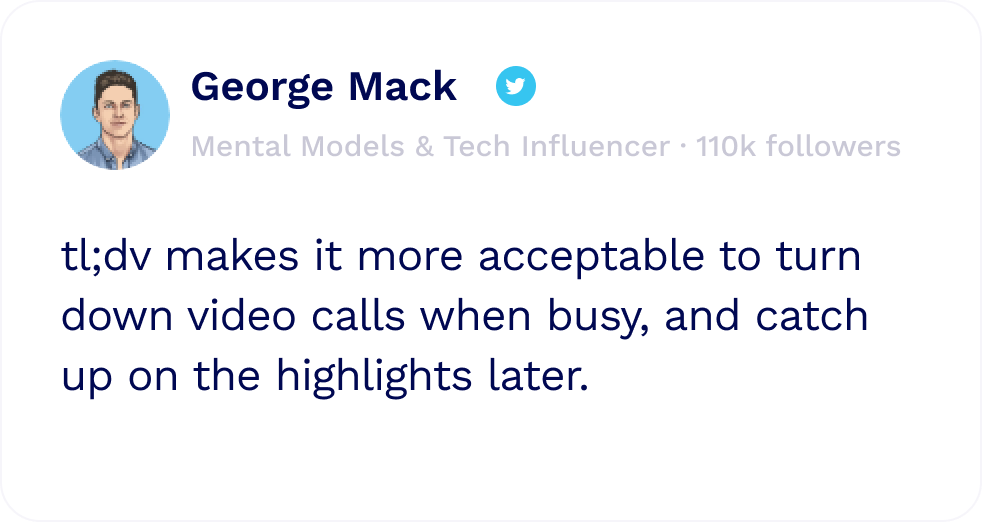 George Mack
Mental Models & Tech Influencer · 110k followers
tl;dv makes it more acceptable to turn
down video calls when busy, and catch
up on the highlights later.